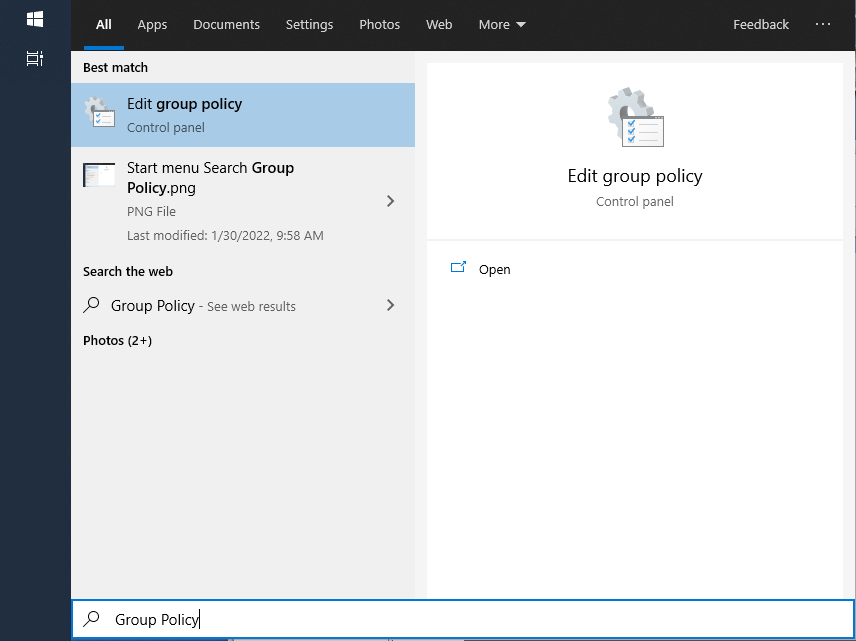 All Apps Documents Settings Photos Web More Feedback ...
Best match
Edit group policy
Control panel
Start menu Search Group
Policy.png
PNG File
Last modified: 1/30/2022, 9:58 AM
Search the web
Group Policy - See web results
Photos (2+)
Edit group policy
Control panel
Open
Group Policy